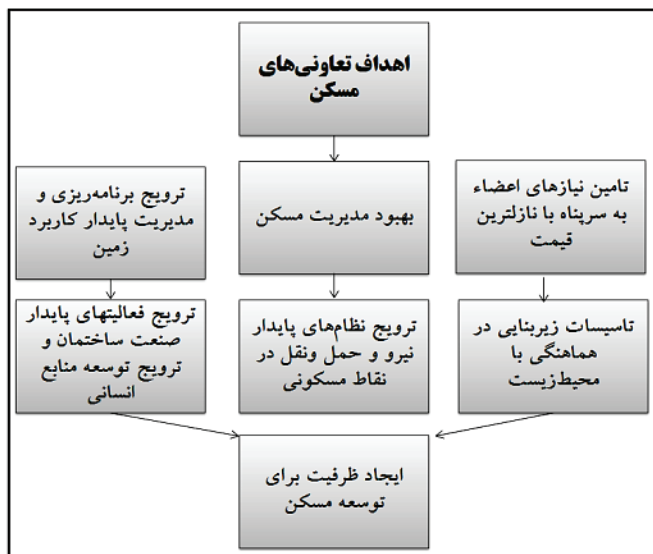 اهداف تعاونی‌های
مسکن
تامین نیازهای اعضاء
به سرپناه با نازلترین
قیمت
بهبود مدیریت مسکن
ترویج برنامه‌ریزی و
مدیریت پایدار کاربرد
زمین
تاسیسات زیربنایی در
هماهنگی با
محیط‌زیست
ترویج نظام‌های پایدار
نیرو و حمل ونقل در
نقاط مسکونی
ترویج فعالیتهای پایدار
صنعت ساختمان و
ترویج توسعه منابع
انسانی
ایجاد ظرفیت برای
توسعه مسکن